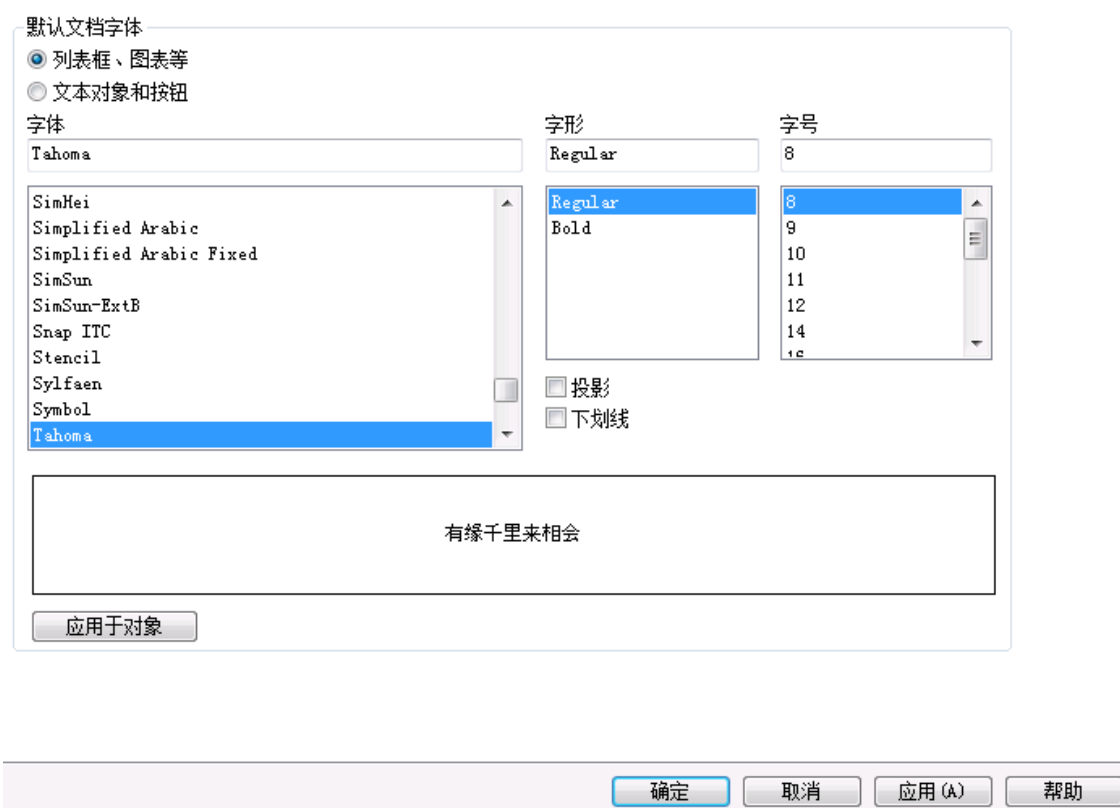 默认文档字体
列表框、图表等
文本对象和按钮
字体 字形 字号
Tahoma Regular 8
SimHei Regular 8
Simplified Arabic Bold 9
Simplified Arabic Fixed 10
SimSun 11
SimSun-ExtB 12
Snap ITC 14
Stencil 16
Sylfaen 投影
Symbol 下划线
Tahoma
有缘千里来相会
应用于对象
确定 取消 应用(A) 帮助